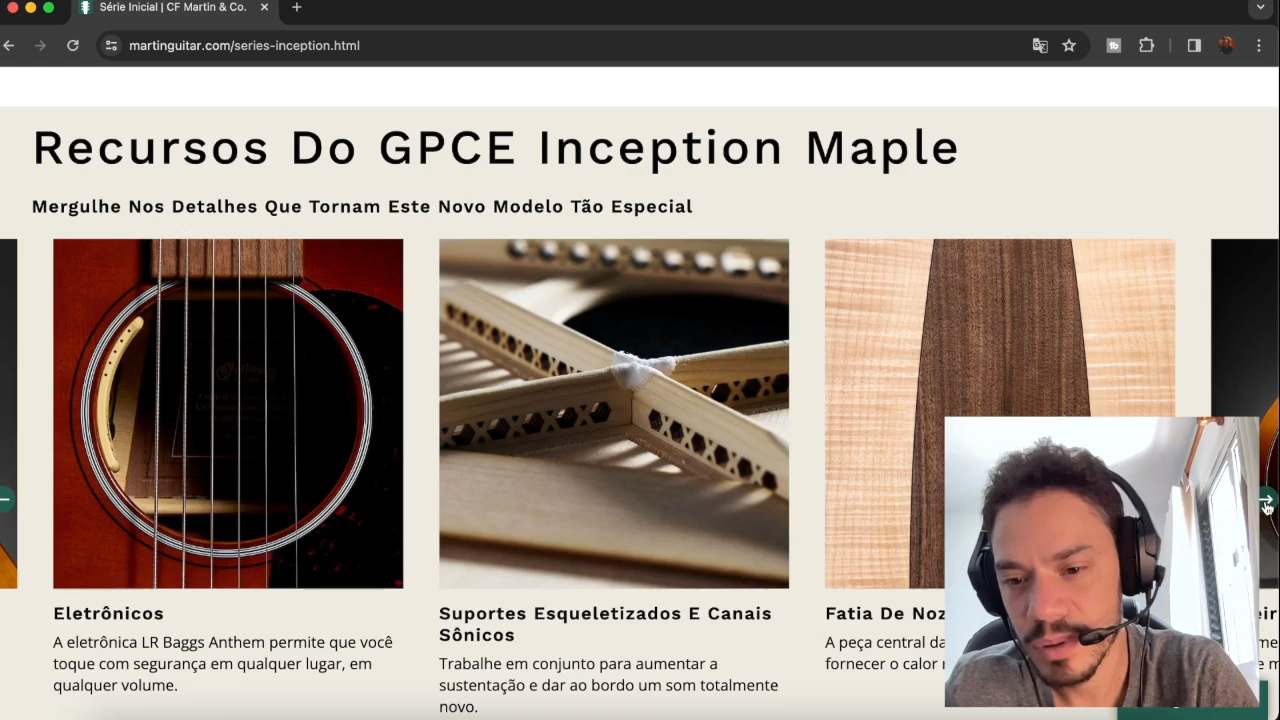 Série Inicial | CF Martin & Co.
martinguitar.com/series-inception.html
Recursos Do GPCE Inception Maple
Mergulhe Nos Detalhes Que Tornam Este Novo Modelo Tão Especial
Eletrônicos
A eletrônica LR Baggs Anthem permite que você
toque com segurança em qualquer lugar, em
qualquer volume.
Suportes Esqueletizados E Canais
Sônicos
Trabalhe em conjunto para aumentar a
sustentação e dar ao bordo um som totalmente
novo.
Fatia De Noz
A peça central da
fornecer o calor